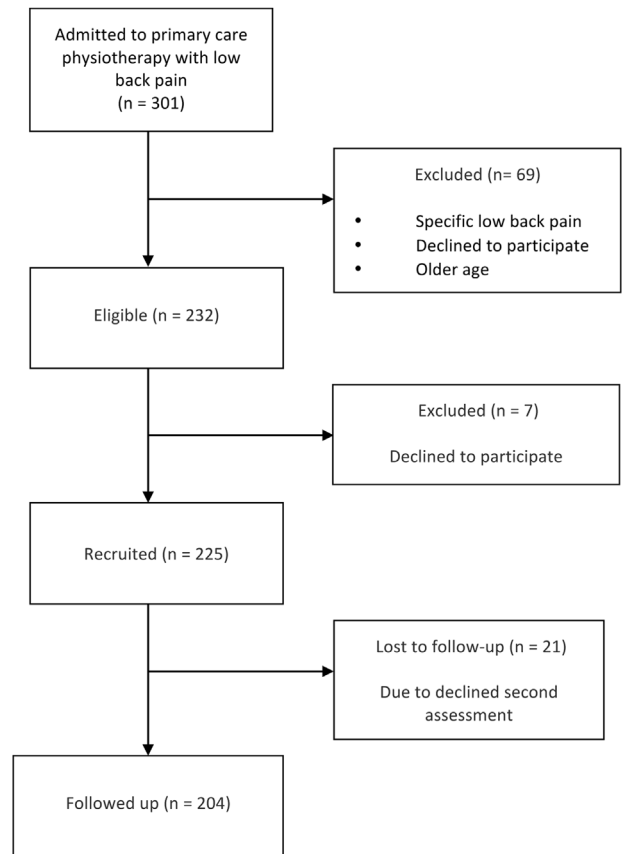 Admitted to primary care
physiotherapy with low
back pain
(n = 301)
Excluded (n= 69)
• Specific low back pain
• Declined to participate
• Older age
Eligible (n = 232)
Excluded (n = 7)
Declined to participate
Recruited (n = 225)
Lost to follow-up (n = 21)
Due to declined second
assessment
Followed up (n = 204)